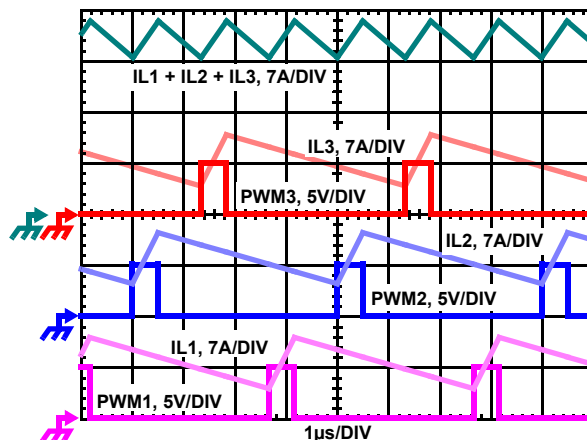 IL1 + IL2 + IL3, 7A/DIV
IL3, 7A/DIV
PWM3, 5V/DIV
IL2, 7A/DIV
PWM2, 5V/DIV
IL1, 7A/DIV
PWM1, 5V/DIV
1µs/DIV